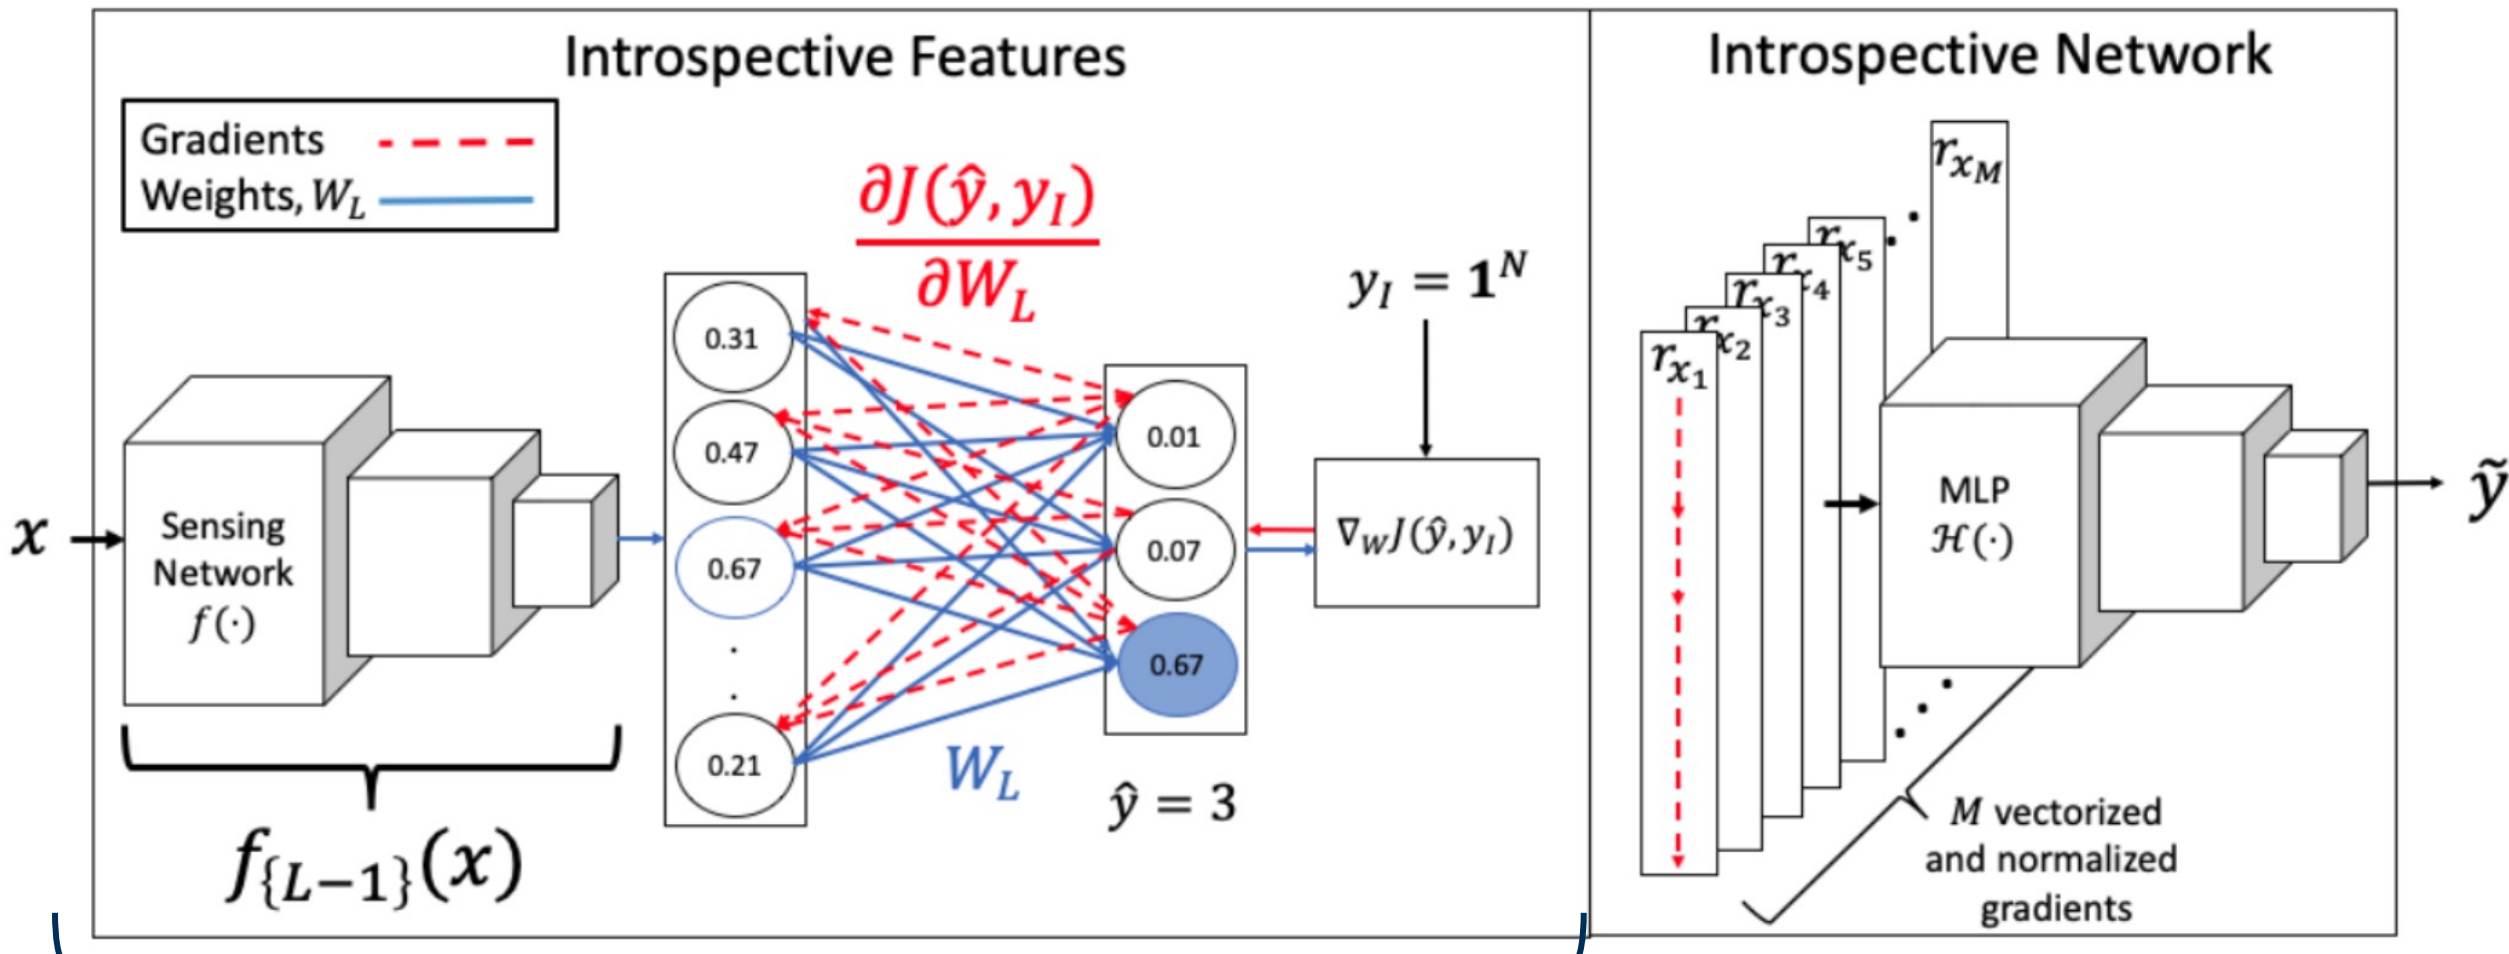 Introspective Features
Introspective Network
Gradients
Weights, W_L
∂J(ŷ, y_I)
∂W_L
y_I = 1^N
x
Sensing
Network
f(·)
f_{L−1}(x)
0.31
0.47
0.67
.
.
0.21
W_L
0.01
0.07
0.67
ŷ = 3
∇_W J(ŷ, y_I)
r_{x_1}
r_{x_2}
r_{x_3}
r_{x_4}
r_{x_5}
r_{x_M}
MLP
ℋ(·)
ỹ
M vectorized
and normalized
gradients